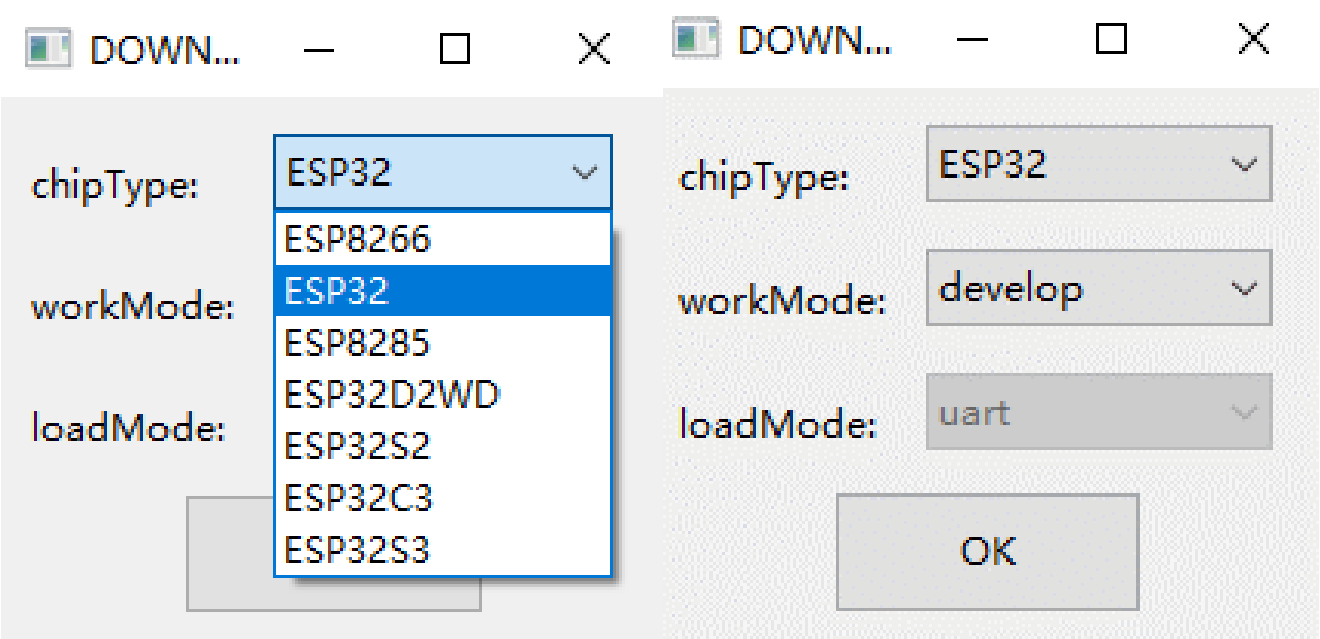 DOWN...
chipType:
ESP32
ESP8266
ESP32
ESP8285
ESP32D2WD
ESP32S2
ESP32C3
ESP32S3
workMode:
loadMode:
DOWN...
chipType:
ESP32
workMode:
develop
loadMode:
uart
OK